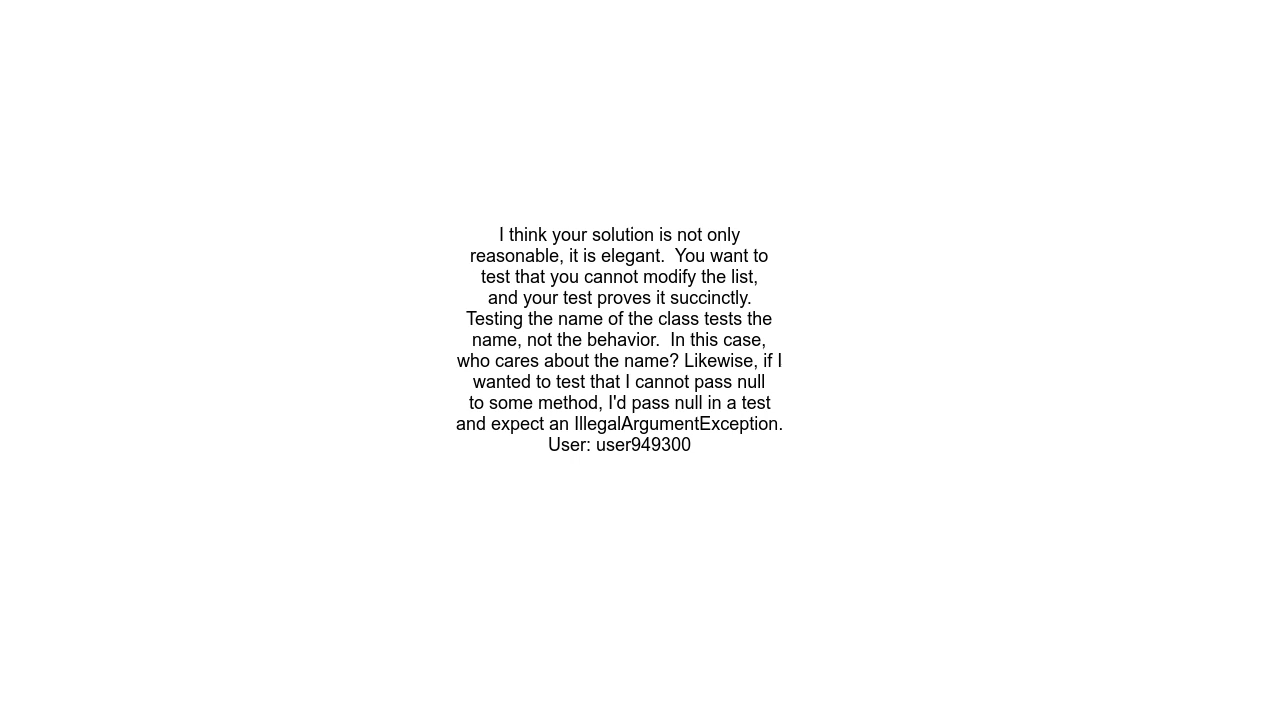 I think your solution is not only
reasonable, it is elegant.  You want to
test that you cannot modify the list,
and your test proves it succinctly.
Testing the name of the class tests the
name, not the behavior.  In this case,
who cares about the name? Likewise, if I
wanted to test that I cannot pass null
to some method, I'd pass null in a test
and expect an IllegalArgumentException.
User: user949300